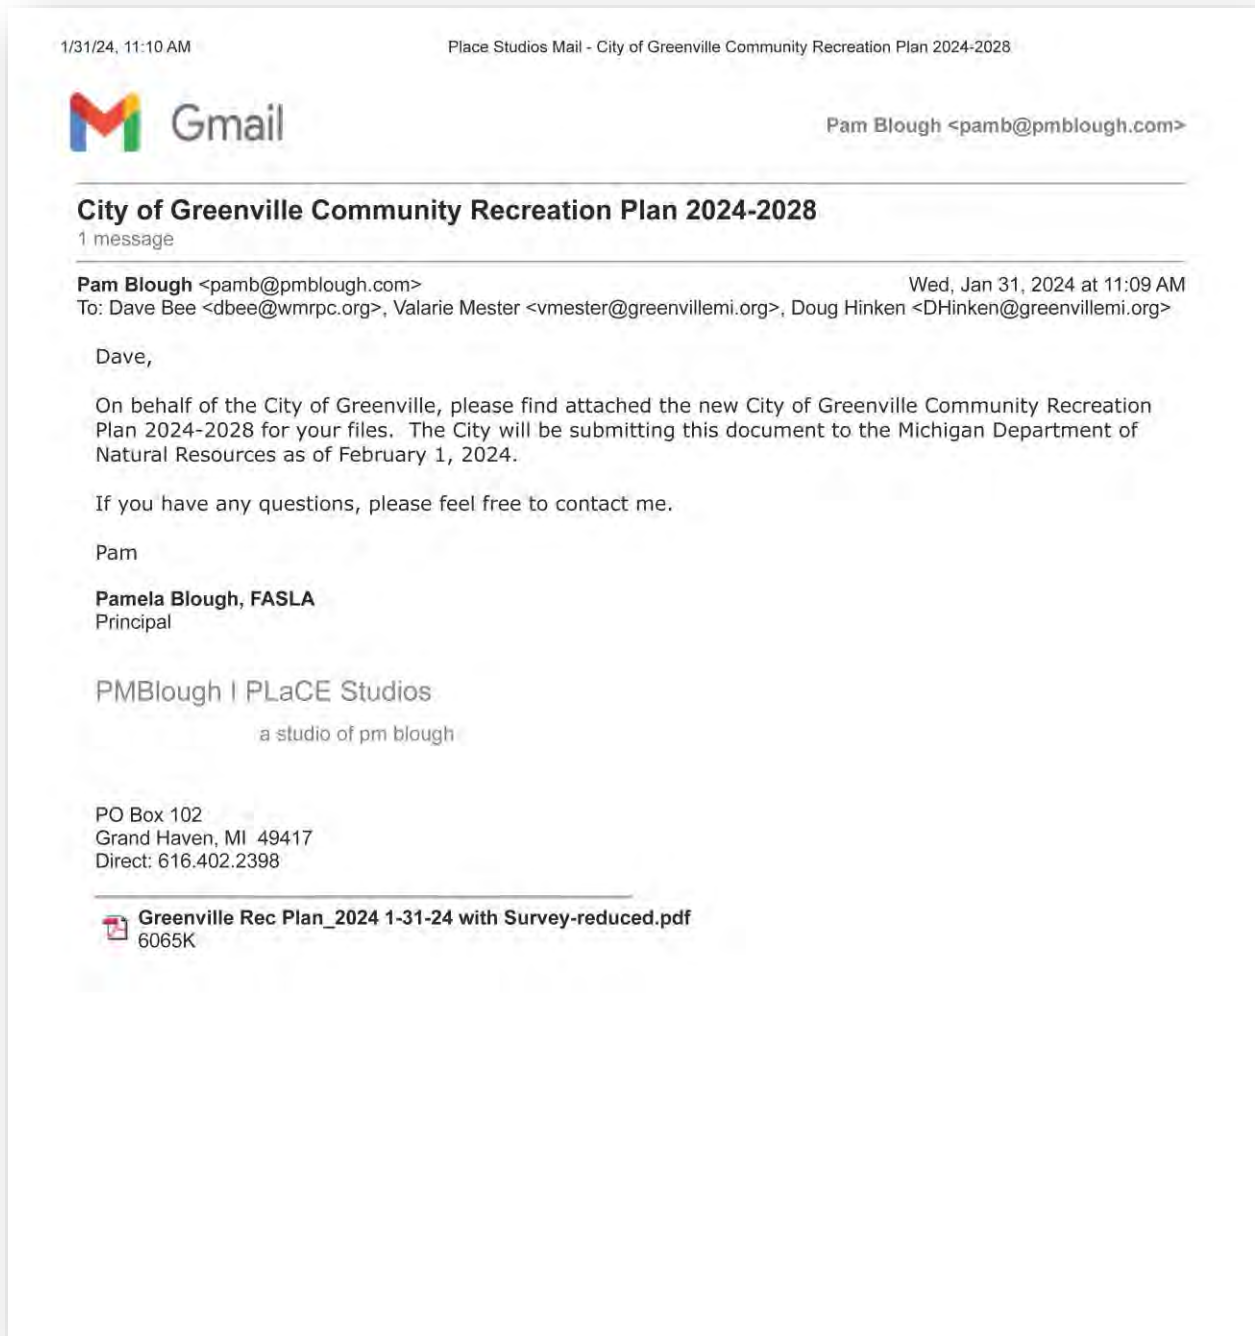 1/31/24, 11:10 AM Place Studios Mail - City of Greenville Community Recreation Plan 2024-2028
Gmail
Pam Blough <pamb@pmblough.com>
City of Greenville Community Recreation Plan 2024-2028
1 message
Pam Blough <pamb@pmblough.com> Wed, Jan 31, 2024 at 11:09 AM
To: Dave Bee <dbee@wmrpc.org>, Valarie Mester <vmester@greenvillemi.org>, Doug Hinken <DHinken@greenvillemi.org>
Dave,
On behalf of the City of Greenville, please find attached the new City of Greenville Community Recreation
Plan 2024-2028 for your files.  The City will be submitting this document to the Michigan Department of
Natural Resources as of February 1, 2024.
If you have any questions, please feel free to contact me.
Pam
Pamela Blough, FASLA
Principal
PMBlough I PLaCE Studios
a studio of pm blough
PO Box 102
Grand Haven, MI  49417
Direct: 616.402.2398
Greenville Rec Plan_2024 1-31-24 with Survey-reduced.pdf
6065K